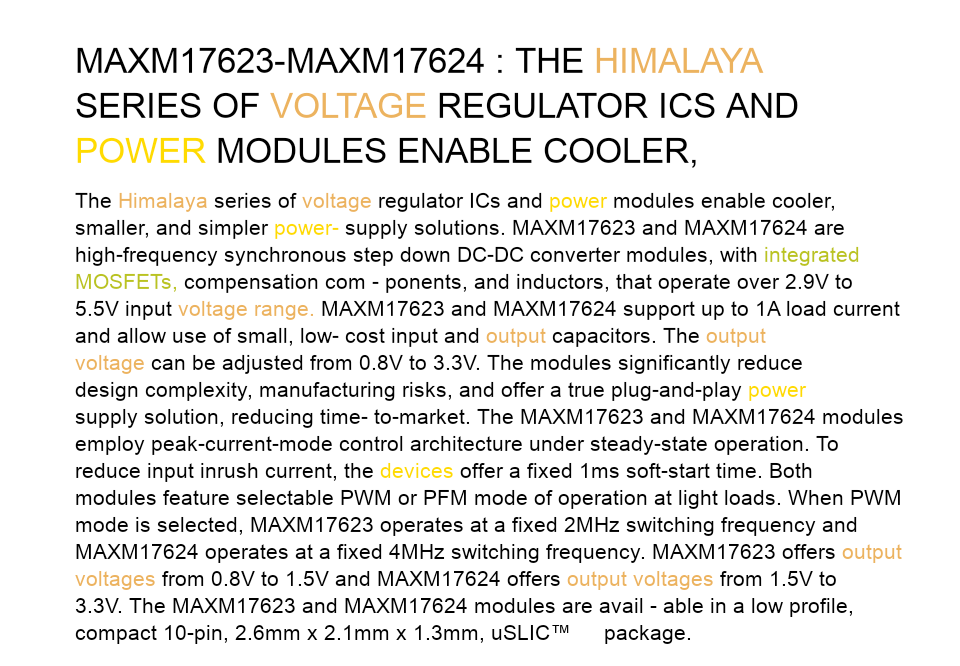 MAXM17623-MAXM17624 : THE HIMALAYA
SERIES OF VOLTAGE REGULATOR ICS AND
POWER MODULES ENABLE COOLER,
The Himalaya series of voltage regulator ICs and power modules enable cooler,
smaller, and simpler power- supply solutions. MAXM17623 and MAXM17624 are
high-frequency synchronous step down DC-DC converter modules, with integrated
MOSFETs, compensation com - ponents, and inductors, that operate over 2.9V to
5.5V input voltage range. MAXM17623 and MAXM17624 support up to 1A load current
and allow use of small, low- cost input and output capacitors. The output
voltage can be adjusted from 0.8V to 3.3V. The modules significantly reduce
design complexity, manufacturing risks, and offer a true plug-and-play power
supply solution, reducing time- to-market. The MAXM17623 and MAXM17624 modules
employ peak-current-mode control architecture under steady-state operation. To
reduce input inrush current, the devices offer a fixed 1ms soft-start time. Both
modules feature selectable PWM or PFM mode of operation at light loads. When PWM
mode is selected, MAXM17623 operates at a fixed 2MHz switching frequency and
MAXM17624 operates at a fixed 4MHz switching frequency. MAXM17623 offers output
voltages from 0.8V to 1.5V and MAXM17624 offers output voltages from 1.5V to
3.3V. The MAXM17623 and MAXM17624 modules are avail - able in a low profile,
compact 10-pin, 2.6mm x 2.1mm x 1.3mm, uSLIC™ package.